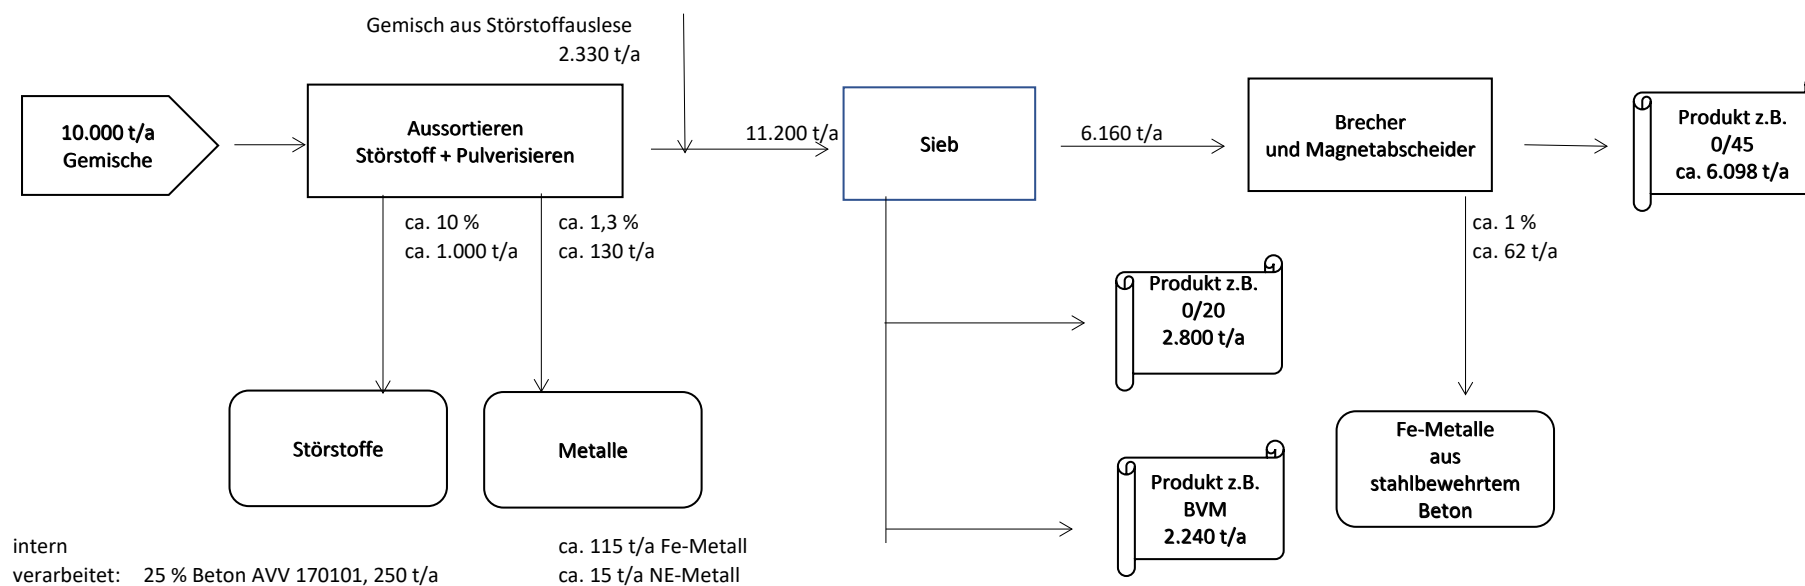 Gemisch aus Störstoffauslese
2.330 t/a
10.000 t/a
Gemische
Aussortieren
Störstoff + Pulverisieren
11.200 t/a
Sieb
6.160 t/a
Brecher
und Magnetabscheider
Produkt z.B.
0/45
ca. 6.098 t/a
ca. 10 %
ca. 1.000 t/a
ca. 1,3 %
ca. 130 t/a
ca. 1 %
ca. 62 t/a
Produkt z.B.
0/20
2.800 t/a
Störstoffe
Metalle
Fe-Metalle
aus
stahlbewehrtem
Beton
Produkt z.B.
BVM
2.240 t/a
intern
verarbeitet: 25 % Beton AVV 170101, 250 t/a
ca. 115 t/a Fe-Metall
ca. 15 t/a NE-Metall